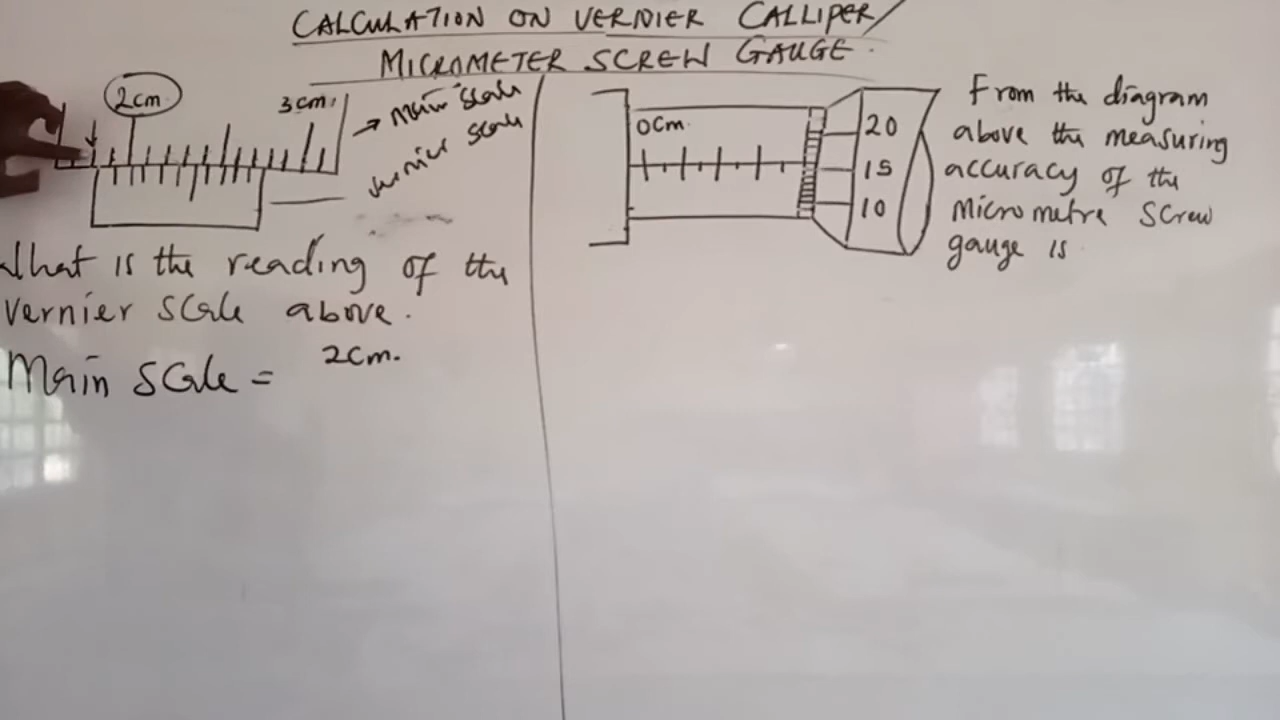 CALCULATION ON VERNIER CALLIPER/
MICROMETER SCREW GAUGE.
2cm
3cm
main scale
vernier scale
What is the reading of the
vernier scale above.
Main scale = 2cm.
0cm.
20
15
10
From the diagram
above the measuring
accuracy of the
Micrometre screw
gauge is